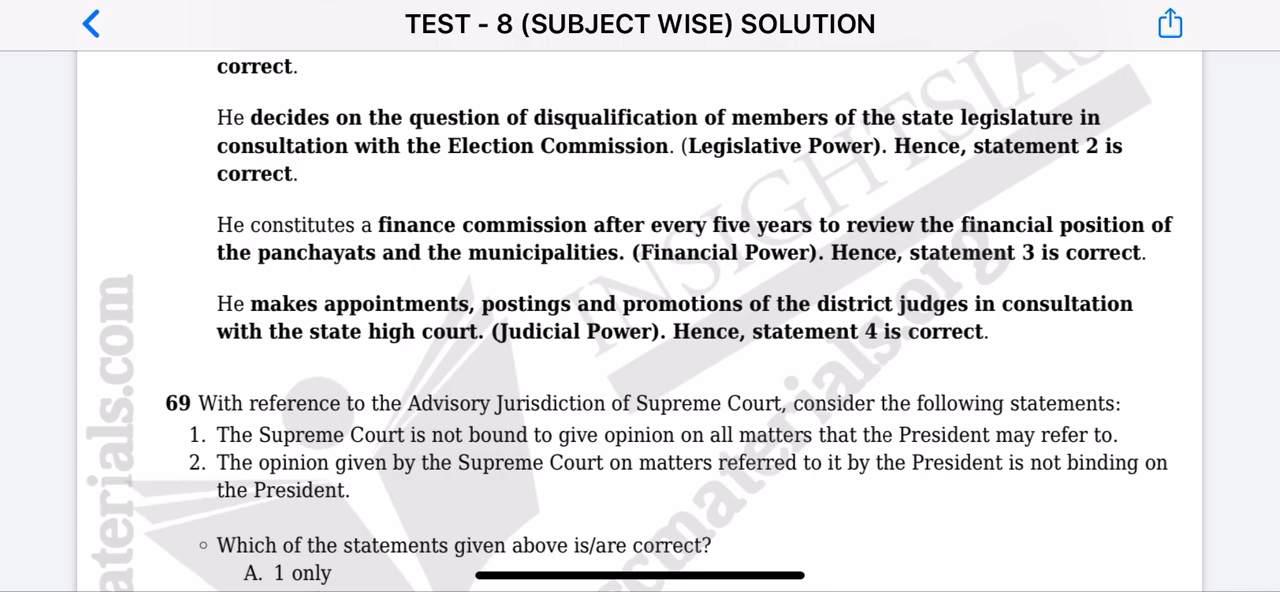 TEST - 8 (SUBJECT WISE) SOLUTION
correct.
He decides on the question of disqualification of members of the state legislature in
consultation with the Election Commission. (Legislative Power). Hence, statement 2 is
correct.
He constitutes a finance commission after every five years to review the financial position of
the panchayats and the municipalities. (Financial Power). Hence, statement 3 is correct.
He makes appointments, postings and promotions of the district judges in consultation
with the state high court. (Judicial Power). Hence, statement 4 is correct.
69 With reference to the Advisory Jurisdiction of Supreme Court, consider the following statements:
1. The Supreme Court is not bound to give opinion on all matters that the President may refer to.
2. The opinion given by the Supreme Court on matters referred to it by the President is not binding on
the President.
○ Which of the statements given above is/are correct?
A. 1 only
INSIGHTSIAS
aterials.com
cmaterials.org